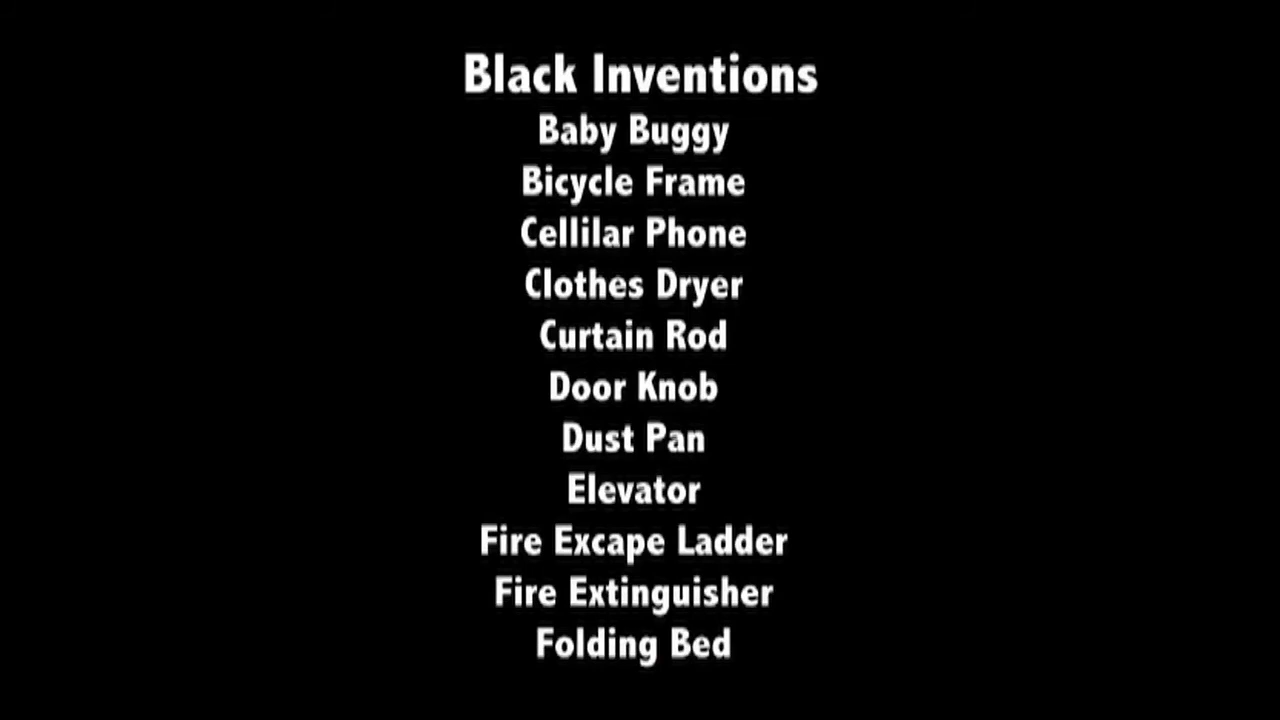 Black Inventions
Baby Buggy
Bicycle Frame
Cellilar Phone
Clothes Dryer
Curtain Rod
Door Knob
Dust Pan
Elevator
Fire Excape Ladder
Fire Extinguisher
Folding Bed